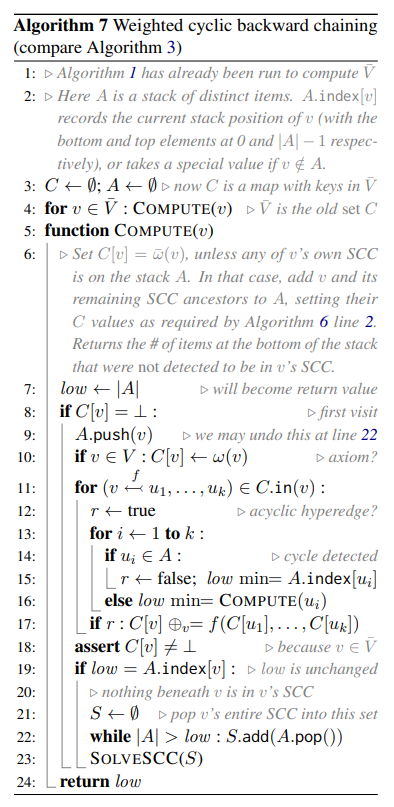 Algorithm 7 Weighted cyclic backward chaining
(compare Algorithm 3)
1: ▷ Algorithm 1 has already been run to compute V̄
2: ▷ Here A is a stack of distinct items. A.index[v]
records the current stack position of v (with the
bottom and top elements at 0 and |A| − 1 respec-
tively), or takes a special value if v ∉ A.
3: C ← ∅; A ← ∅ ▷ now C is a map with keys in V̄
4: for v ∈ V̄ : COMPUTE(v) ▷ V̄ is the old set C
5: function COMPUTE(v)
6: ▷ Set C[v] = ω̄(v), unless any of v's own SCC
is on the stack A. In that case, add v and its
remaining SCC ancestors to A, setting their
C values as required by Algorithm 6 line 2.
Returns the # of items at the bottom of the stack
that were not detected to be in v's SCC.
7: low ← |A| ▷ will become return value
8: if C[v] = ⊥ : ▷ first visit
9: A.push(v) ▷ we may undo this at line 22
10: if v ∈ V : C[v] ← ω(v) ▷ axiom?
11: for (v ↢f u₁, . . . , uₖ) ∈ C.in(v) :
12: r ← true ▷ acyclic hyperedge?
13: for i ← 1 to k :
14: if uᵢ ∈ A : ▷ cycle detected
15: r ← false; low min= A.index[uᵢ]
16: else low min= COMPUTE(uᵢ)
17: if r : C[v] ⊕ᵥ= f(C[u₁], . . . , C[uₖ])
18: assert C[v] ≠ ⊥ ▷ because v ∈ V̄
19: if low = A.index[v] : ▷ low is unchanged
20: ▷ nothing beneath v is in v's SCC
21: S ← ∅ ▷ pop v's entire SCC into this set
22: while |A| > low : S.add(A.pop())
23: SOLVESCC(S)
24: return low